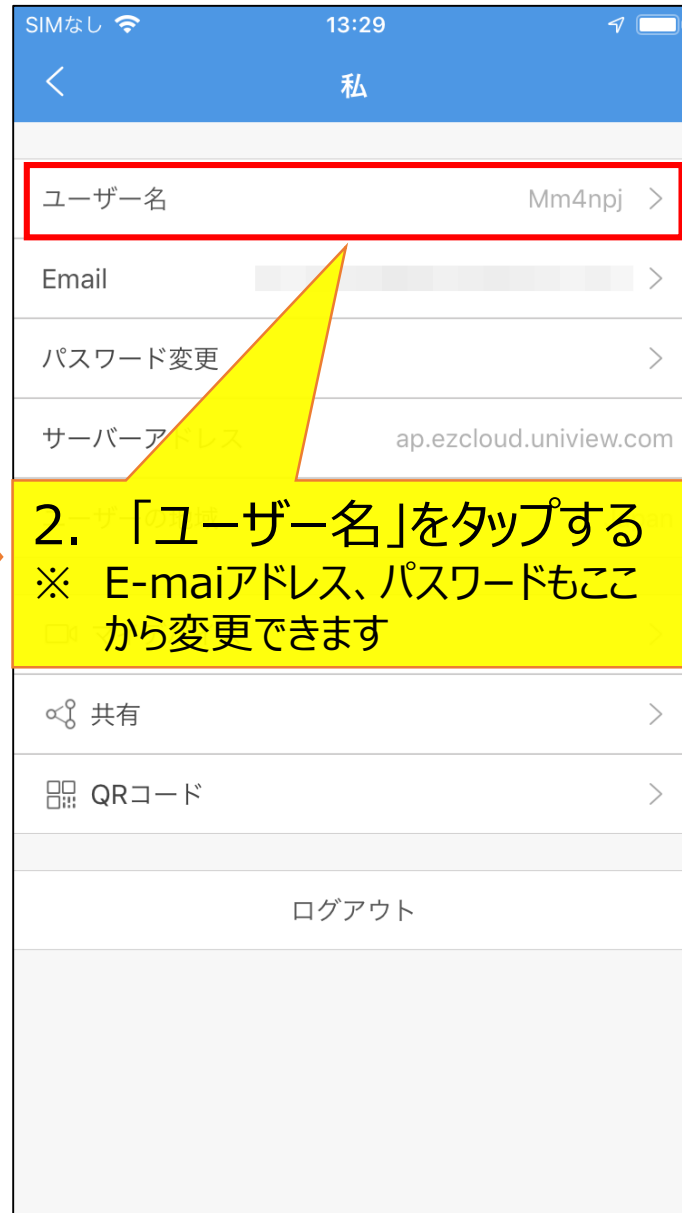 SIMなし 13:29
私
ユーザー名 Mm4npj
Email
パスワード変更
サーバーアドレス ap.ezcloud.uniview.com
2. 「ユーザー名」をタップする
※ E-maiアドレス、パスワードもここ
から変更できます
共有
QRコード
ログアウト